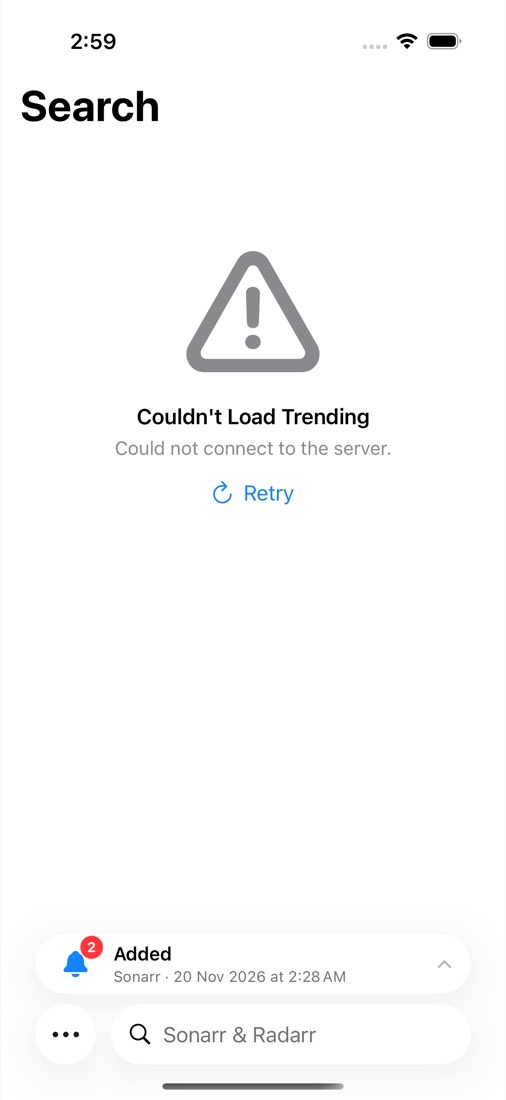 2:59
Search
Couldn't Load Trending
Could not connect to the server.
Retry
2
Added
Sonarr · 20 Nov 2026 at 2:28 AM
Sonarr & Radarr